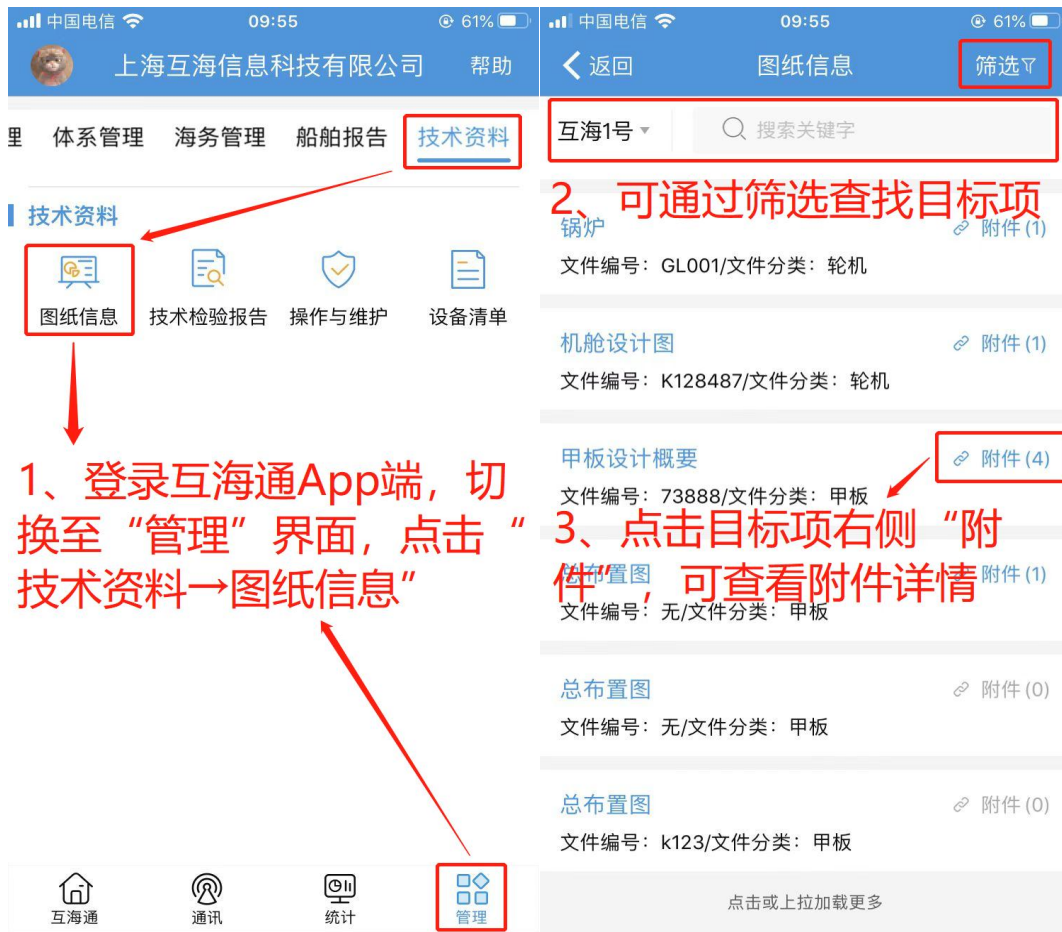 中国电信 09:55 61%
上海互海信息科技有限公司 帮助
理 体系管理 海务管理 船舶报告 技术资料
技术资料
图纸信息 技术检验报告 操作与维护 设备清单
1、登录互海通App端，切
换至“管理”界面，点击“
技术资料→图纸信息”
互海通 通讯 统计 管理
中国电信 09:55 61%
返回 图纸信息 筛选
互海1号 搜索关键字
2、可通过筛选查找目标项
锅炉 附件(1)
文件编号：GL001/文件分类：轮机
机舱设计图 附件(1)
文件编号：K128487/文件分类：轮机
甲板设计概要 附件(4)
文件编号：73888/文件分类：甲板
3、点击目标项右侧“附
件”，可查看附件详情
总布置图 附件(1)
文件编号：无/文件分类：甲板
总布置图 附件(0)
文件编号：无/文件分类：甲板
总布置图 附件(0)
文件编号：k123/文件分类：甲板
点击或上拉加载更多